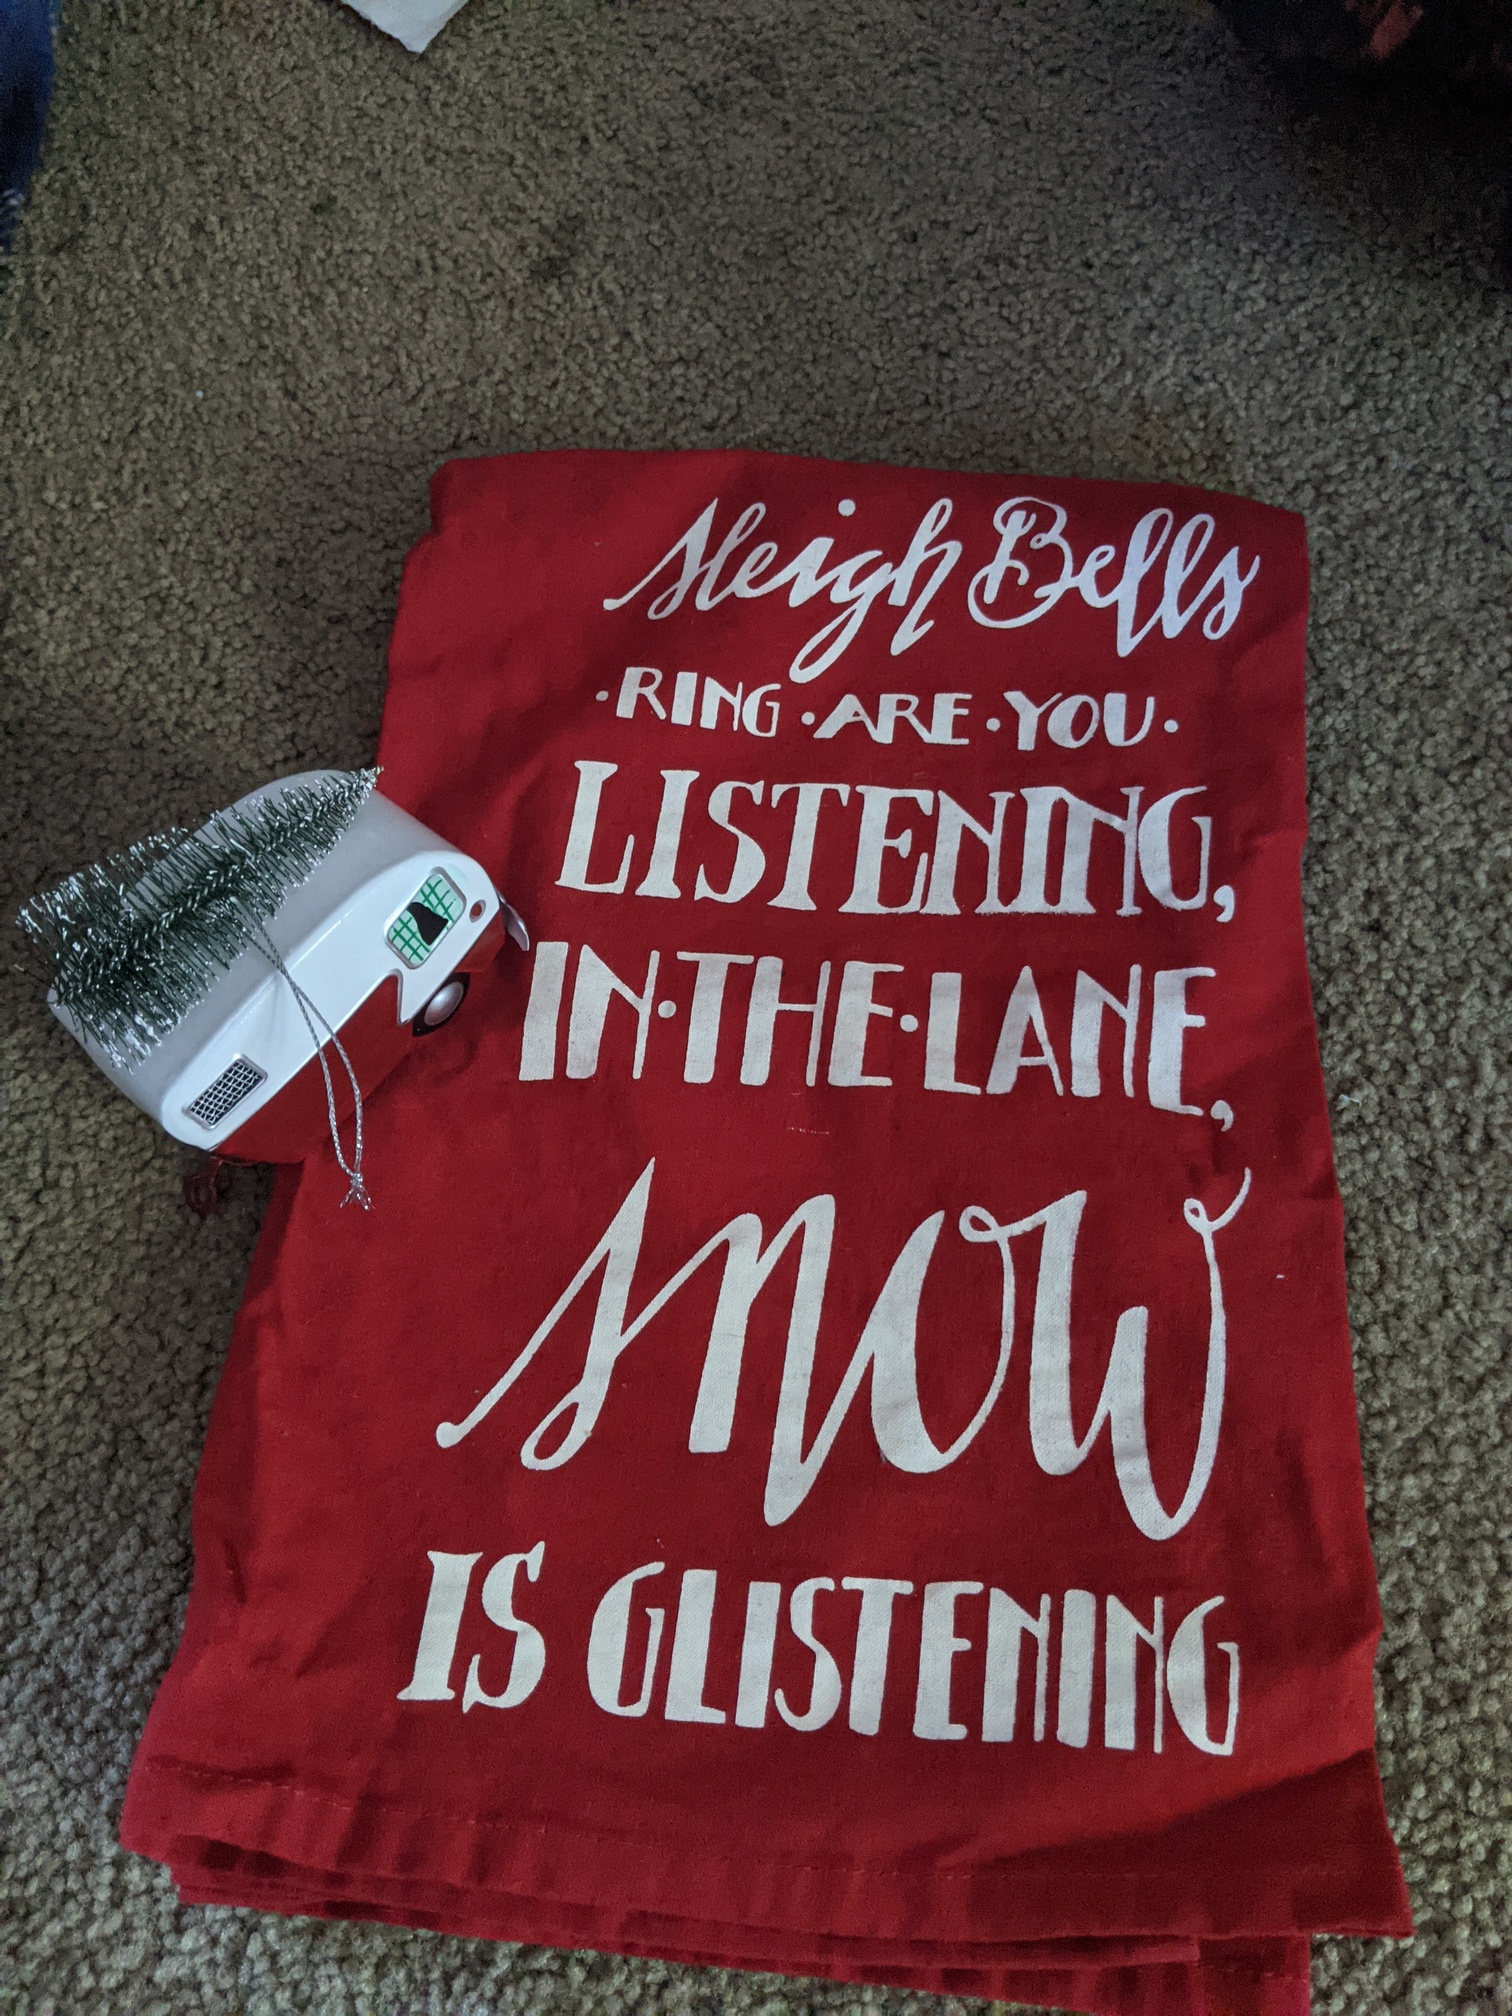 Sleigh Bells
·RING·ARE·YOU·
LISTENING,
IN·THE·LANE,
snow
IS GLISTENING